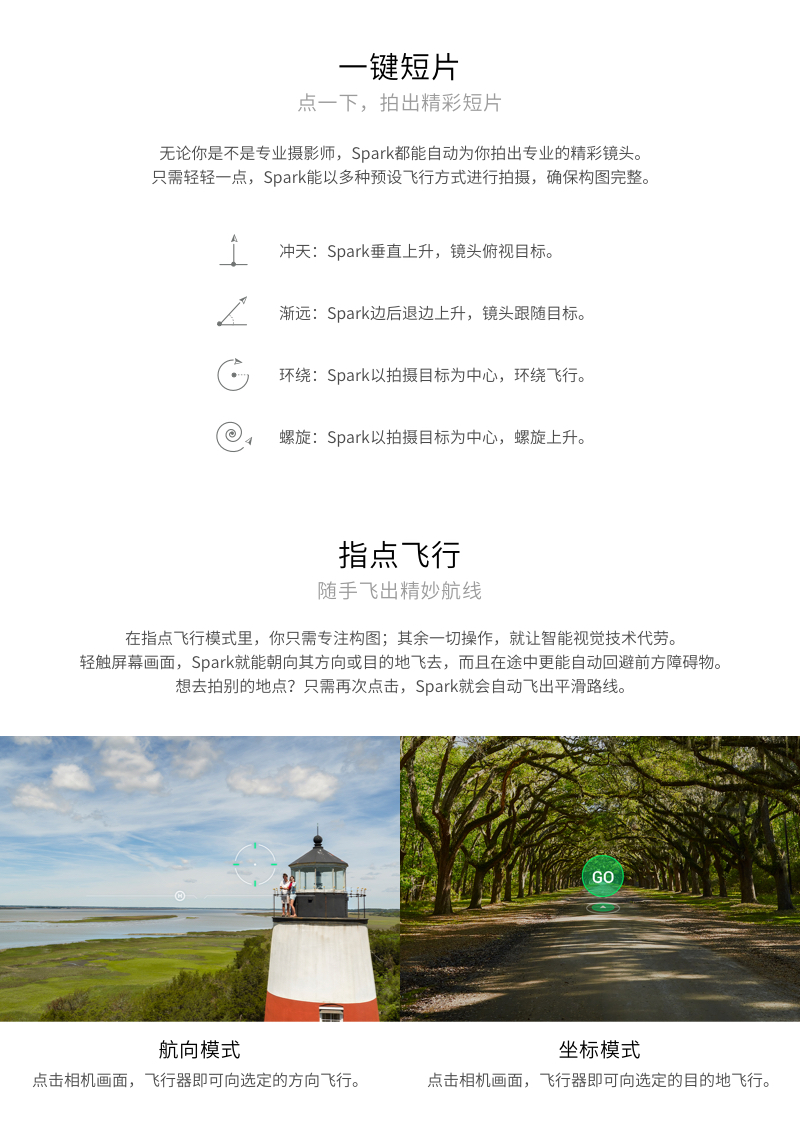 一键短片
点一下，拍出精彩短片
无论你是不是专业摄影师，Spark都能自动为你拍出专业的精彩镜头。
只需轻轻一点，Spark能以多种预设飞行方式进行拍摄，确保构图完整。
冲天：Spark垂直上升，镜头俯视目标。
渐远：Spark边后退边上升，镜头跟随目标。
环绕：Spark以拍摄目标为中心，环绕飞行。
螺旋：Spark以拍摄目标为中心，螺旋上升。
指点飞行
随手飞出精妙航线
在指点飞行模式里，你只需专注构图；其余一切操作，就让智能视觉技术代劳。
轻触屏幕画面，Spark就能朝向其方向或目的地飞去，而且在途中更能自动回避前方障碍物。
想去拍别的地点？只需再次点击，Spark就会自动飞出平滑路线。
GO
航向模式
点击相机画面，飞行器即可向选定的方向飞行。
坐标模式
点击相机画面，飞行器即可向选定的目的地飞行。